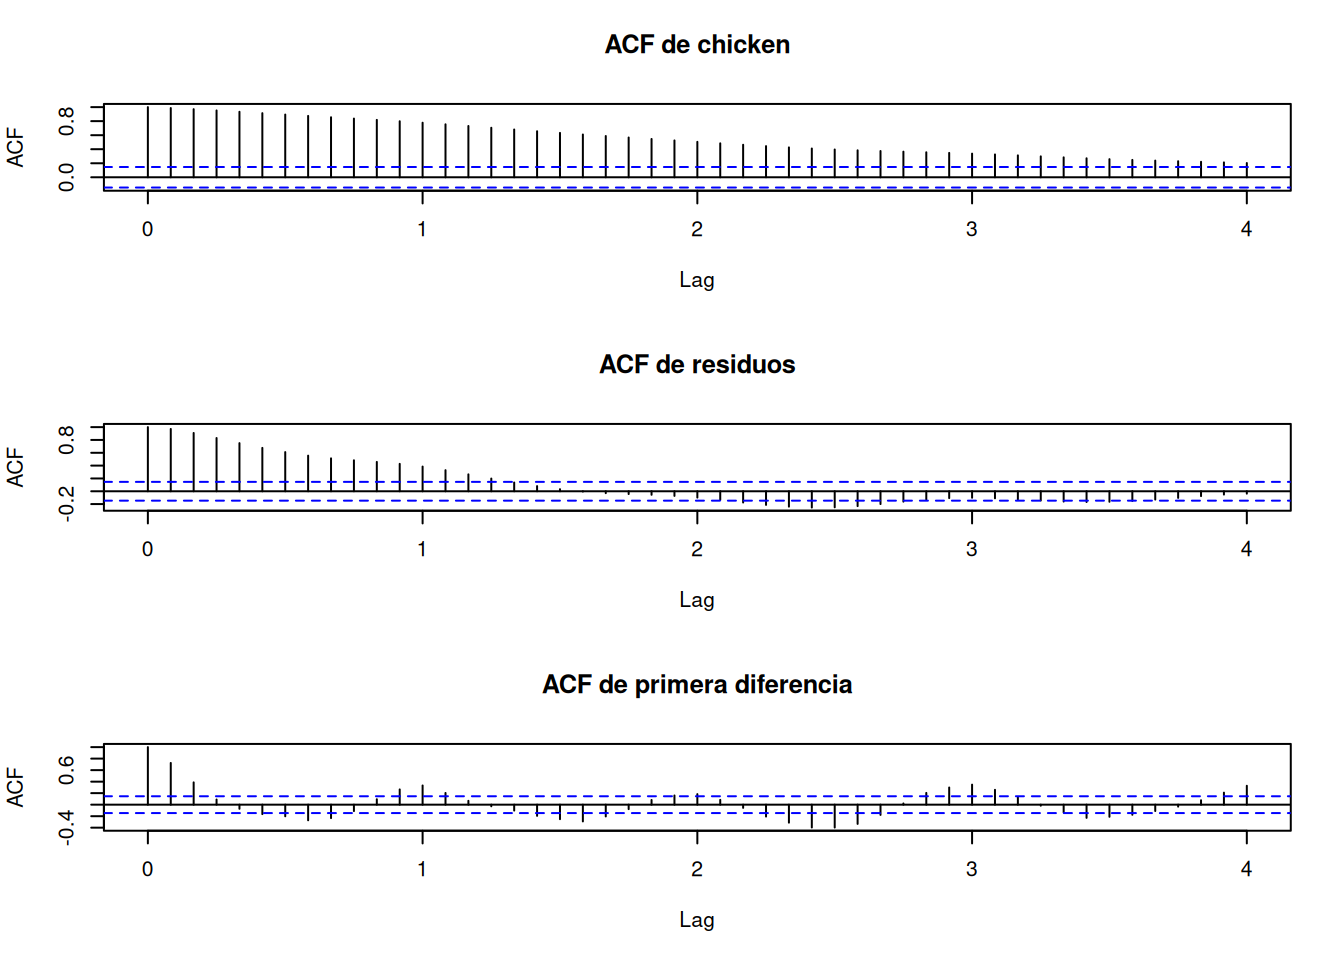 ACF de chicken
ACF
0.8
0.0
0 1 2 3 4
Lag
ACF de residuos
ACF
0.8
-0.2
0 1 2 3 4
Lag
ACF de primera diferencia
ACF
0.6
-0.4
0 1 2 3 4
Lag